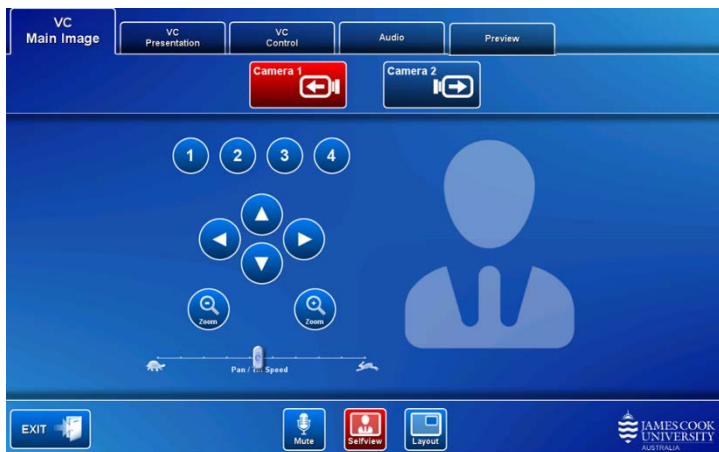 VC
Main Image
VC
Presentation
VC
Control
Audio
Preview
Camera 1
Camera 2
1 2 3 4
Zoom
Zoom
Pan / Tilt Speed
EXIT
Mute
Selfview
Layout
JAMES COOK
UNIVERSITY
AUSTRALIA